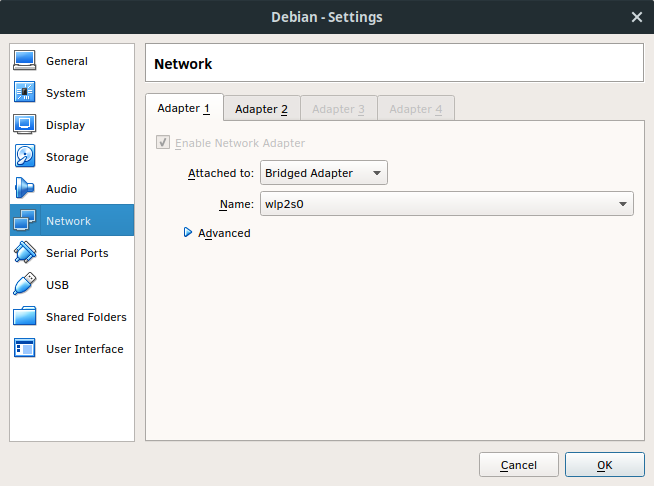 Debian - Settings
General
System
Display
Storage
Audio
Network
Serial Ports
USB
Shared Folders
User Interface
Network
Adapter 1 Adapter 2 Adapter 3 Adapter 4
Enable Network Adapter
Attached to: Bridged Adapter
Name: wlp2s0
Advanced
Cancel OK